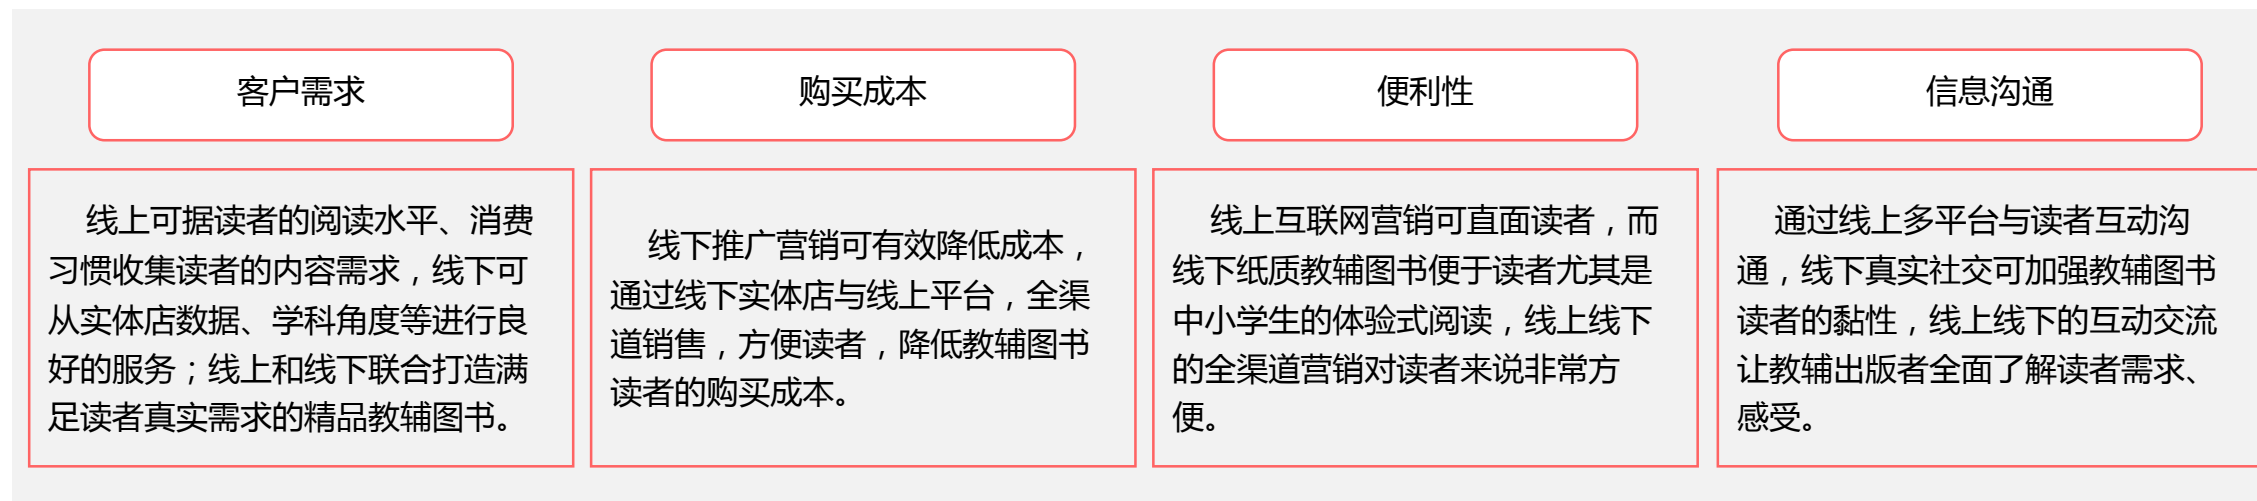 客户需求
线上可据读者的阅读水平、消费
习惯收集读者的内容需求，线下可
从实体店数据、学科角度等进行良
好的服务；线上和线下联合打造满
足读者真实需求的精品教辅图书。
购买成本
线下推广营销可有效降低成本，
通过线下实体店与线上平台，全渠
道销售，方便读者，降低教辅图书
读者的购买成本。
便利性
线上互联网营销可直面读者，而
线下纸质教辅图书便于读者尤其是
中小学生的体验式阅读，线上线下
的全渠道营销对读者来说非常方
便。
信息沟通
通过线上多平台与读者互动沟
通，线下真实社交可加强教辅图书
读者的黏性，线上线下的互动交流
让教辅出版者全面了解读者需求、
感受。